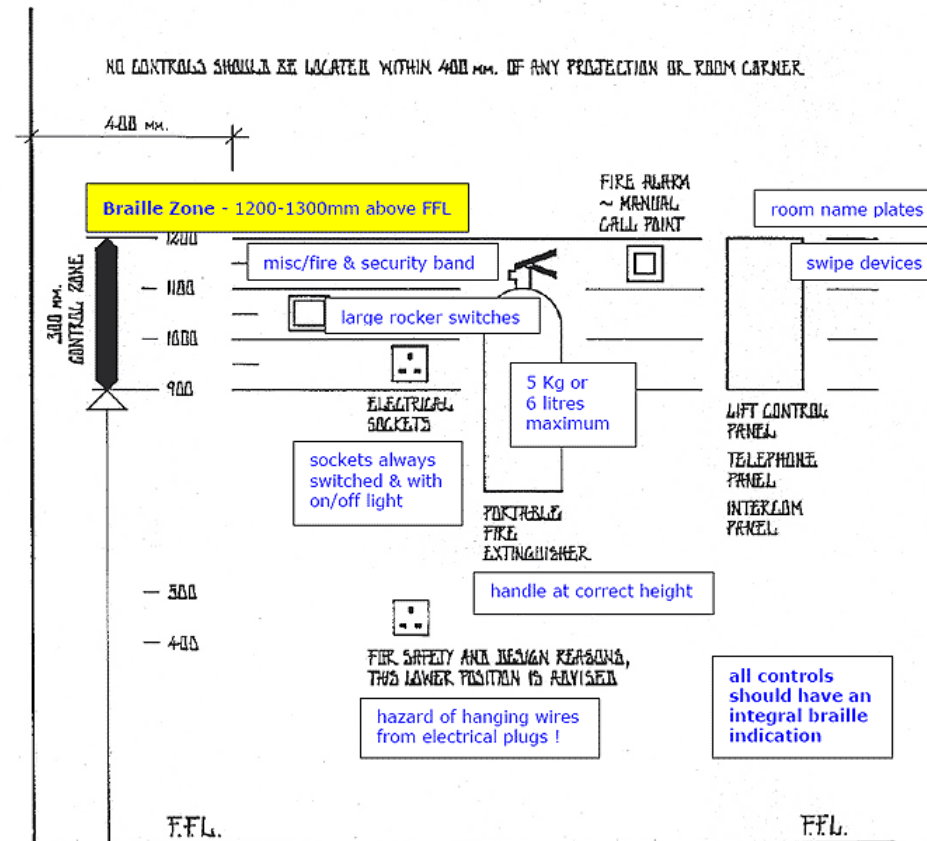 NO CONTROLS SHOULD BE LOCATED WITHIN 400 MM. OF ANY PROJECTION OR ROOM CORNER
400 MM.
FIRE ALARM
~ MANUAL
CALL POINT
Braille Zone - 1200-1300mm above FFL
room name plates
1200
misc/fire & security band
swipe devices
300 MM.
CONTROL ZONE
1100
large rocker switches
1000
900
5 Kg or
6 litres
maximum
ELECTRICAL
SOCKETS
LIFT CONTROL
PANEL
TELEPHONE
PANEL
INTERCOM
PANEL
sockets always
switched & with
on/off light
PORTABLE
FIRE
EXTINGUISHER
handle at correct height
500
400
FOR SAFETY AND DESIGN REASONS,
THIS LOWER POSITION IS ADVISED
hazard of hanging wires
from electrical plugs !
all controls
should have an
integral braille
indication
F.F.L.
F.F.L.